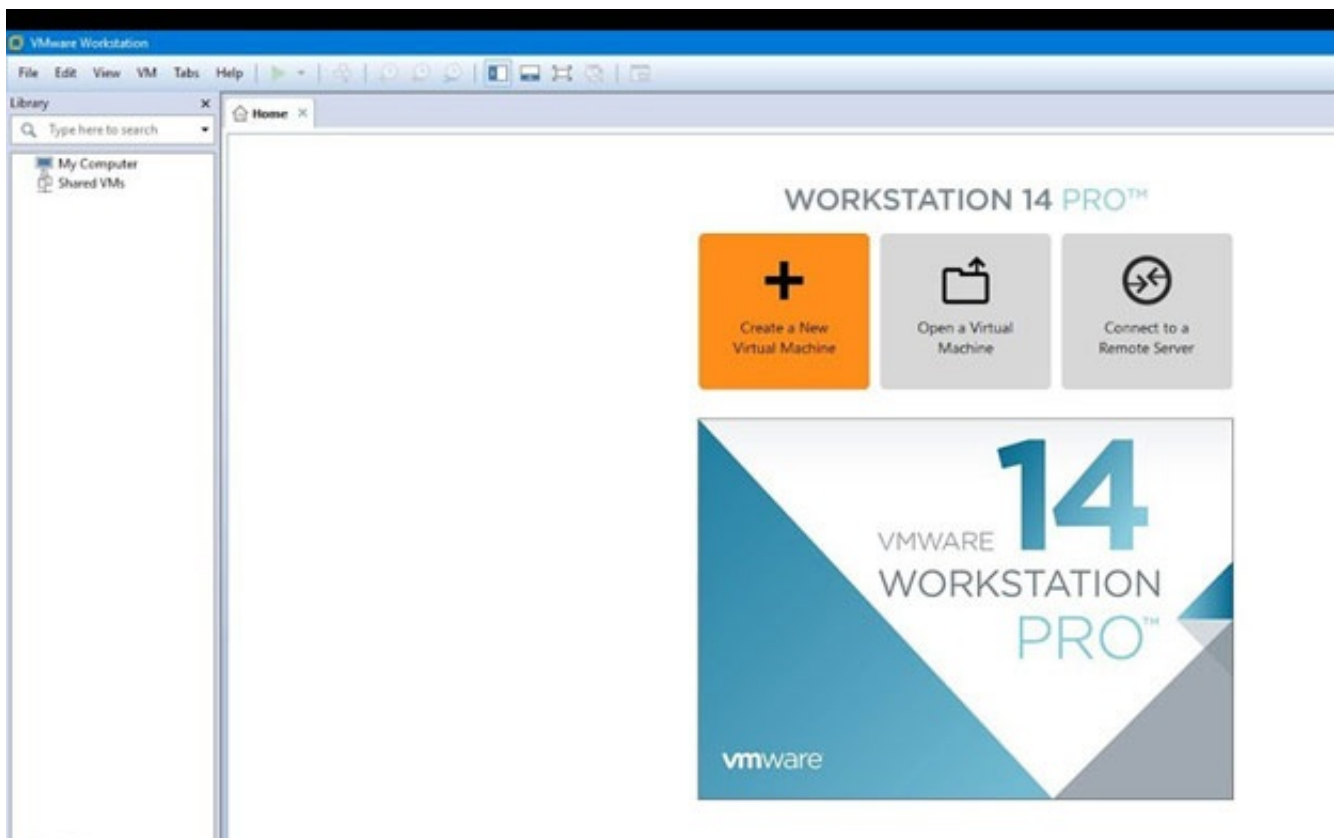 VMware Workstation
File Edit View VM Tabs Help
Library
Type here to search
My Computer
Shared VMs
Home
WORKSTATION 14 PRO™
Create a New
Virtual Machine
Open a Virtual
Machine
Connect to a
Remote Server
14
VMWARE
WORKSTATION
PRO™
vmware